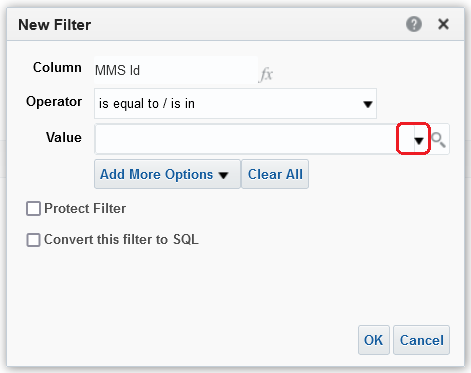 New Filter
Column MMS Id fx
Operator is equal to / is in
Value
Add More Options Clear All
Protect Filter
Convert this filter to SQL
OK Cancel